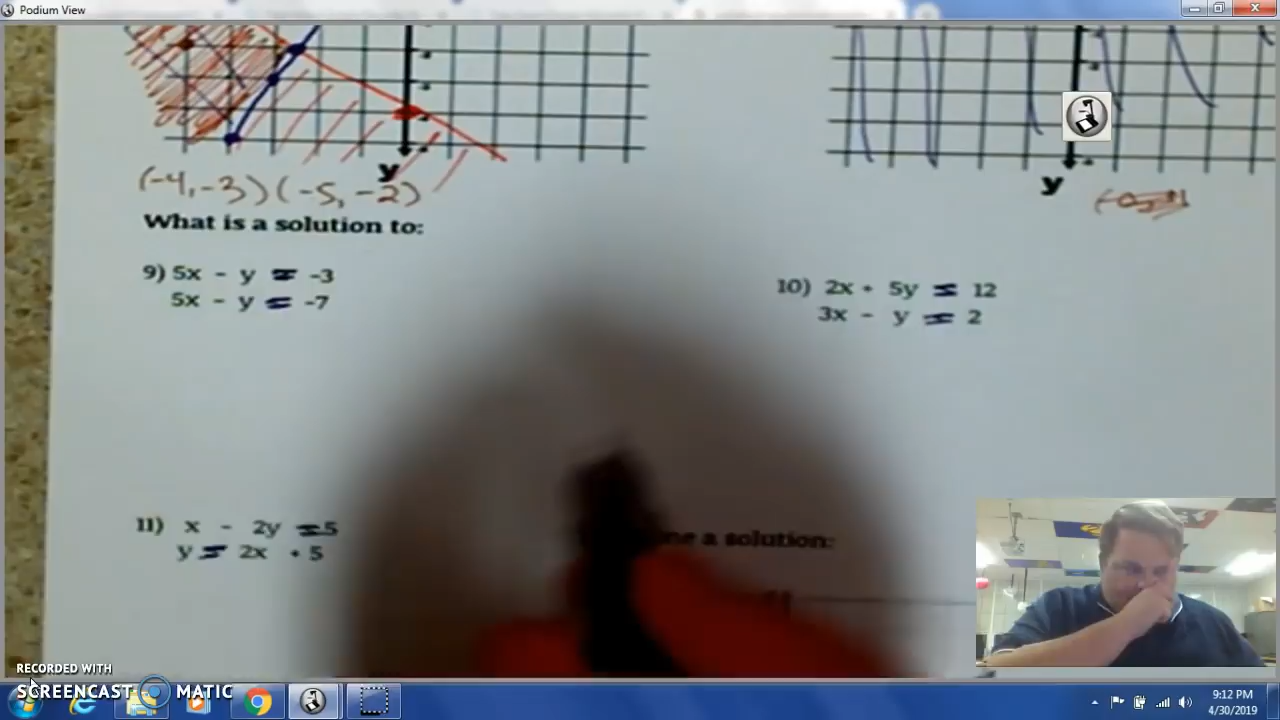 Podium View
y
y
(-4,-3)(-5,-2)
What is a solution to:
9) 5x - y = -3
5x - y = -7
10) 2x + 5y = 12
3x - y = 2
11) x - 2y = 5
y = 2x + 5
a solution:
RECORDED WITH
SCREENCAST MATIC
9:12 PM
4/30/2019